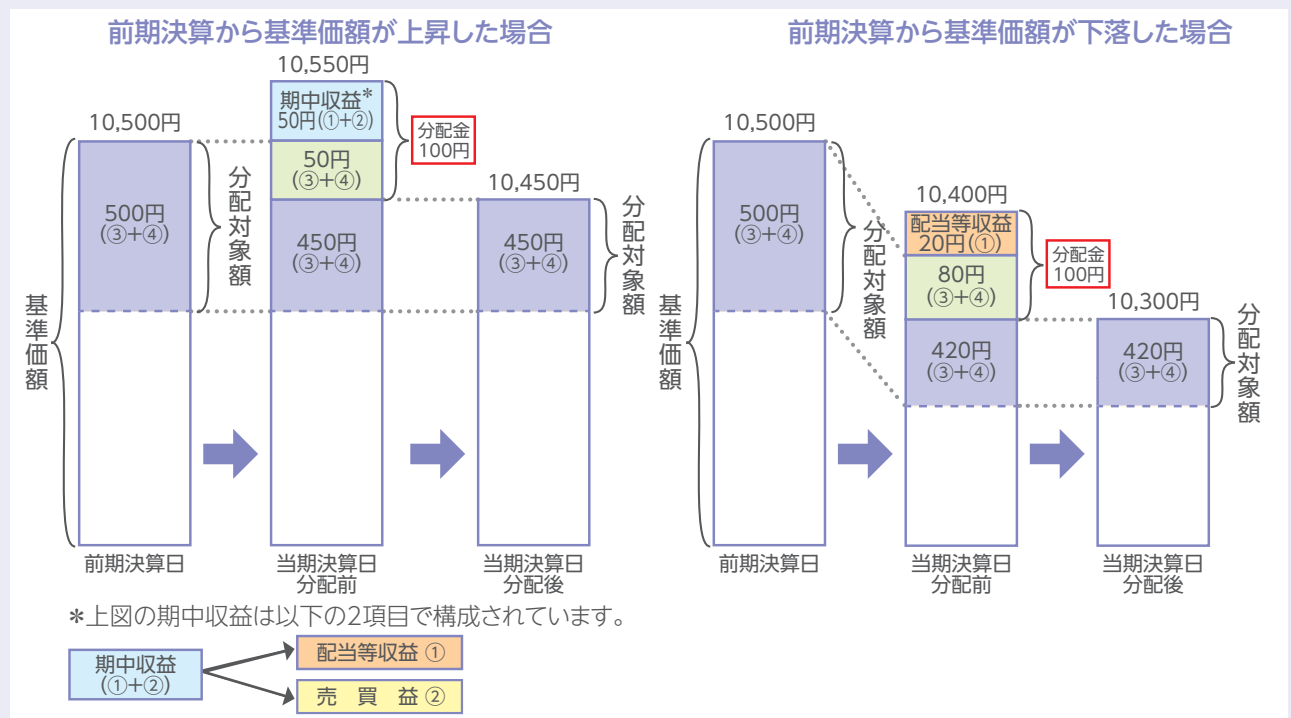 前期決算から基準価額が上昇した場合
10,550円
期中収益*
50円(①+②)
10,500円
分配金
100円
50円
(③+④)
分配対象額
10,450円
500円
(③+④)
450円
(③+④)
450円
(③+④)
分配対象額
基準価額
前期決算日
当期決算日
分配前
当期決算日
分配後
前期決算から基準価額が下落した場合
10,500円
10,400円
配当等収益
20円(①)
500円
(③+④)
分配対象額
分配金
100円
80円
(③+④)
10,300円
420円
(③+④)
420円
(③+④)
分配対象額
基準価額
前期決算日
当期決算日
分配前
当期決算日
分配後
*上図の期中収益は以下の2項目で構成されています。
期中収益
(①+②)
配当等収益 ①
売 買 益 ②